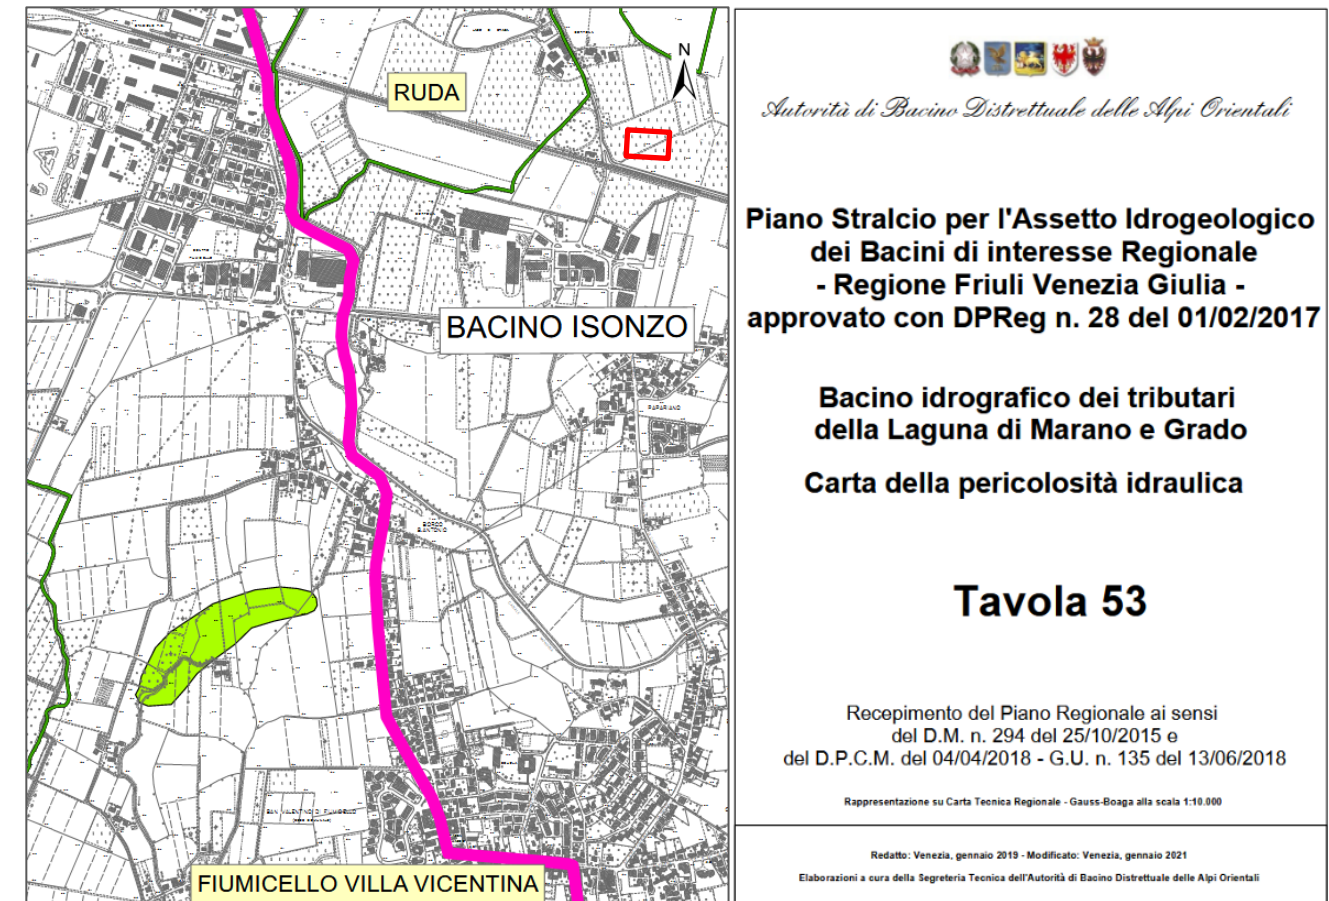 RUDA
N
BACINO ISONZO
PAPARIANO
BORGO
S.ANTONIO
FIUMICELLO VILLA VICENTINA
Autorità di Bacino Distrettuale delle Alpi Orientali
Piano Stralcio per l'Assetto Idrogeologico
dei Bacini di interesse Regionale
- Regione Friuli Venezia Giulia -
approvato con DPReg n. 28 del 01/02/2017
Bacino idrografico dei tributari
della Laguna di Marano e Grado
Carta della pericolosità idraulica
Tavola 53
Recepimento del Piano Regionale ai sensi
del D.M. n. 294 del 25/10/2015 e
del D.P.C.M. del 04/04/2018 - G.U. n. 135 del 13/06/2018
Rappresentazione su Carta Tecnica Regionale - Gauss-Boaga alla scala 1:10.000
Redatto: Venezia, gennaio 2019 - Modificato: Venezia, gennaio 2021
Elaborazioni a cura della Segreteria Tecnica dell'Autorità di Bacino Distrettuale delle Alpi Orientali